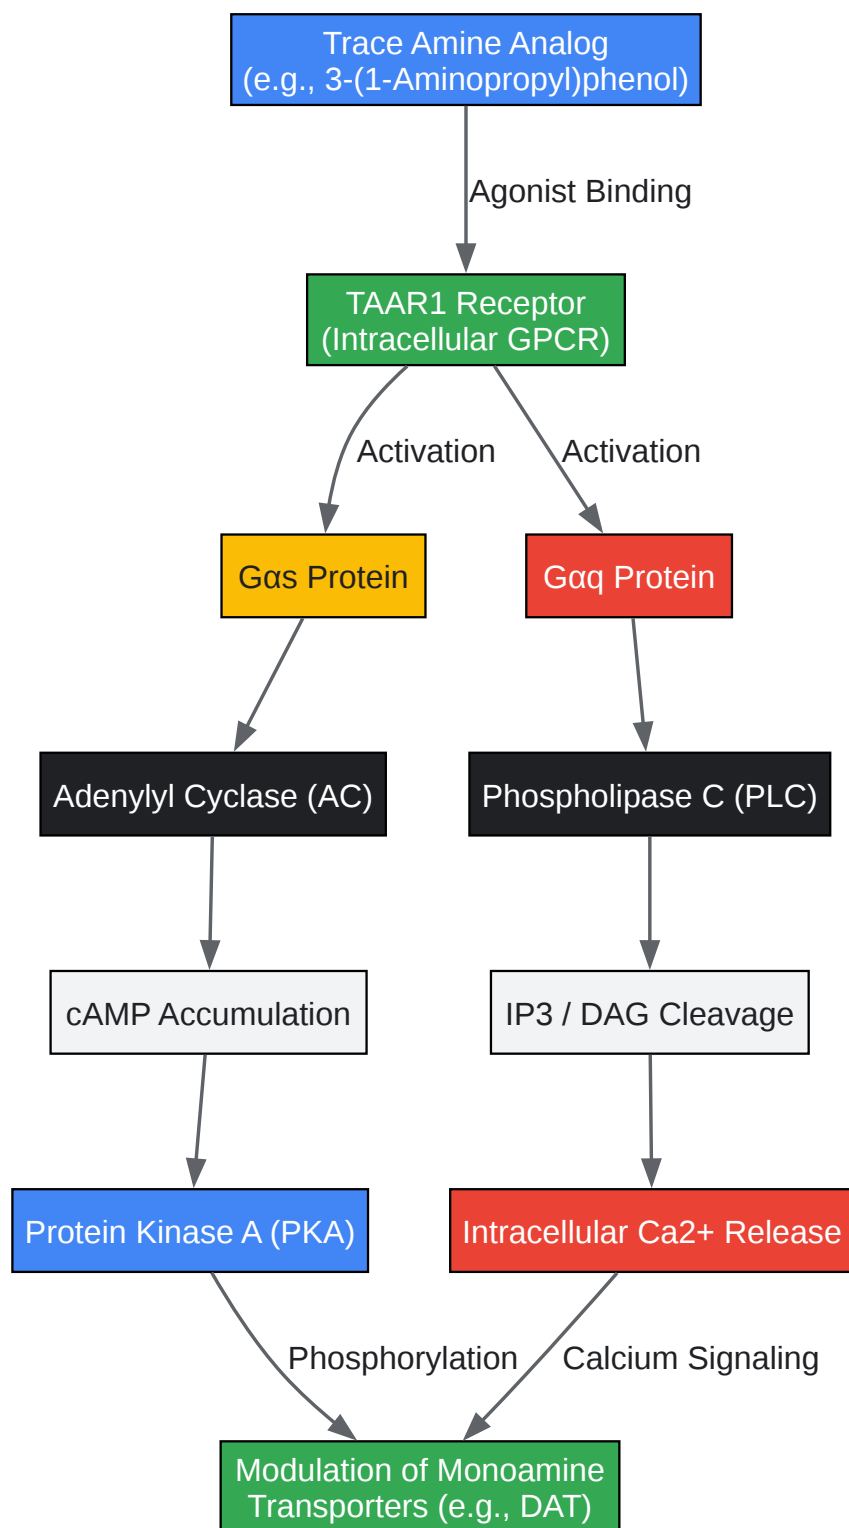 Trace Amine Analog
(e.g., 3-(1-Aminopropyl)phenol)
Agonist Binding
TAAR1 Receptor
(Intracellular GPCR)
Activation
Activation
Gαs Protein
Gαq Protein
Adenylyl Cyclase (AC)
Phospholipase C (PLC)
cAMP Accumulation
IP3 / DAG Cleavage
Protein Kinase A (PKA)
Intracellular Ca2+ Release
Phosphorylation
Calcium Signaling
Modulation of Monoamine
Transporters (e.g., DAT)